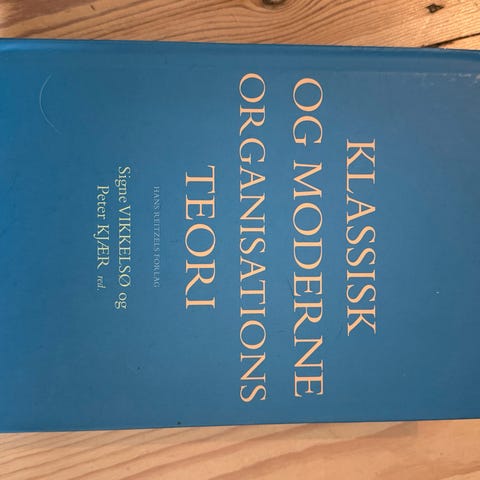 KLASSISK
OG MODERNE
ORGANISATIONS
TEORI
HANS REITZELS FORLAG
Signe VIKKELSØ og
Peter KJÆR red.